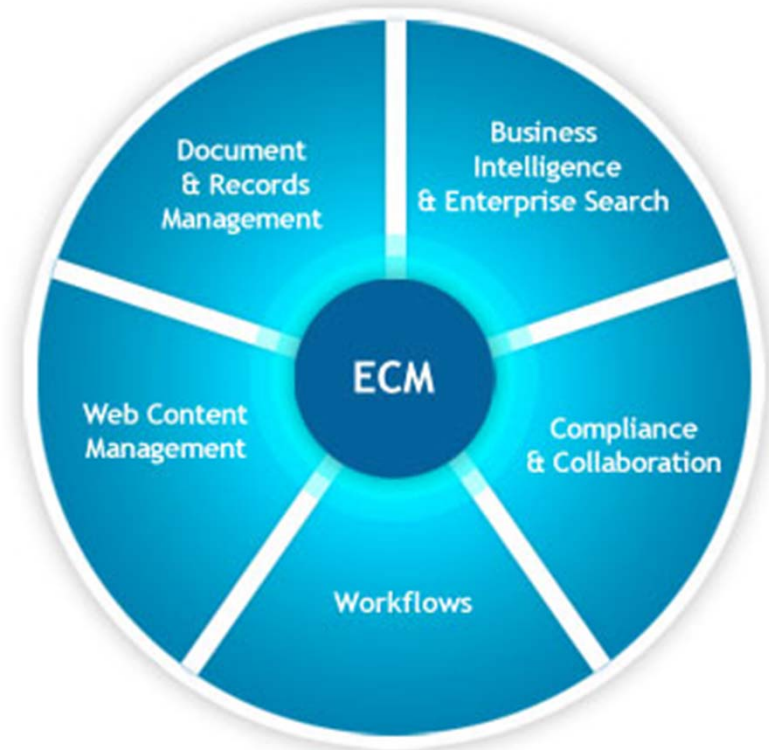 Document
& Records
Management
Business
Intelligence
& Enterprise Search
ECM
Web Content
Management
Compliance
& Collaboration
Workflows